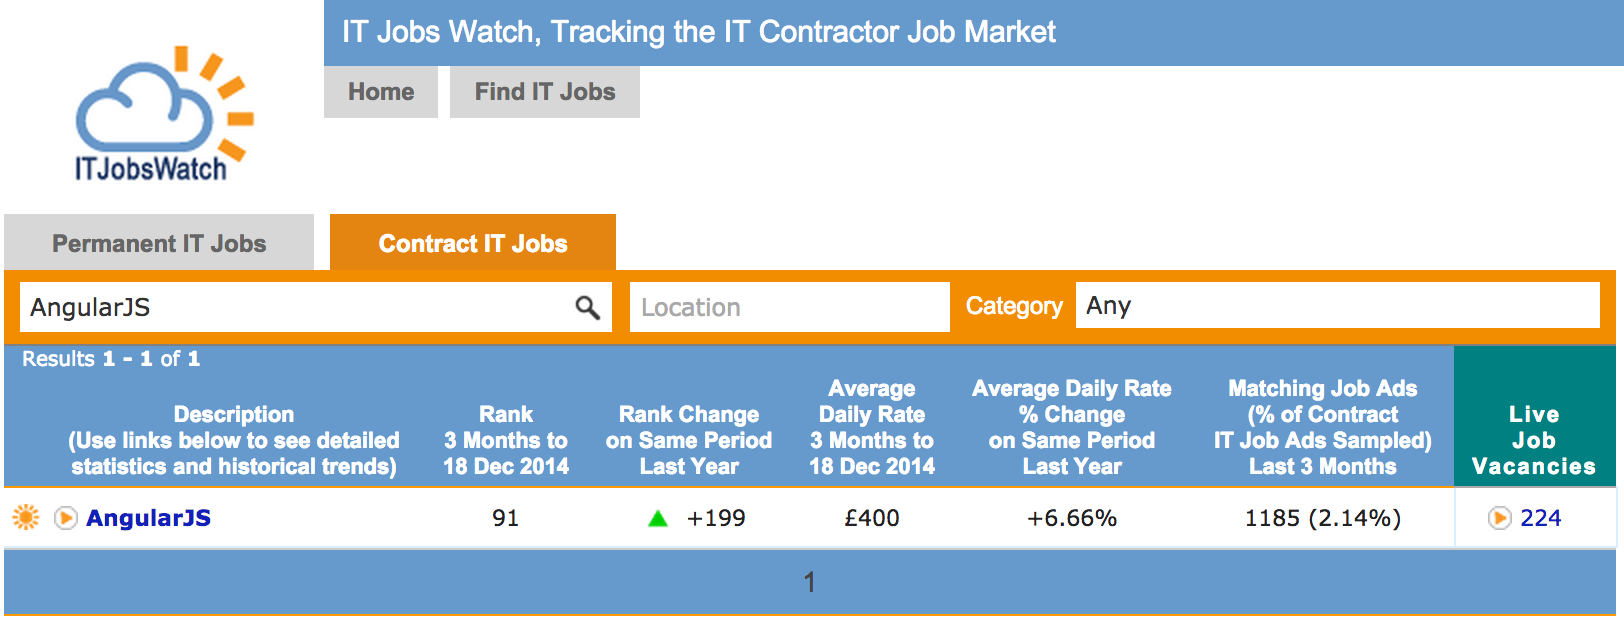 IT Jobs Watch, Tracking the IT Contractor Job Market
Home
Find IT Jobs
ITJobsWatch
Permanent IT Jobs
Contract IT Jobs
AngularJS
Location
Category
Any
Results 1 - 1 of 1
Description
(Use links below to see detailed
statistics and historical trends)
Rank
3 Months to
18 Dec 2014
Rank Change
on Same Period
Last Year
Average
Daily Rate
3 Months to
18 Dec 2014
Average Daily Rate
% Change
on Same Period
Last Year
Matching Job Ads
(% of Contract
IT Job Ads Sampled)
Last 3 Months
Live
Job
Vacancies
AngularJS
91
+199
£400
+6.66%
1185 (2.14%)
224
1